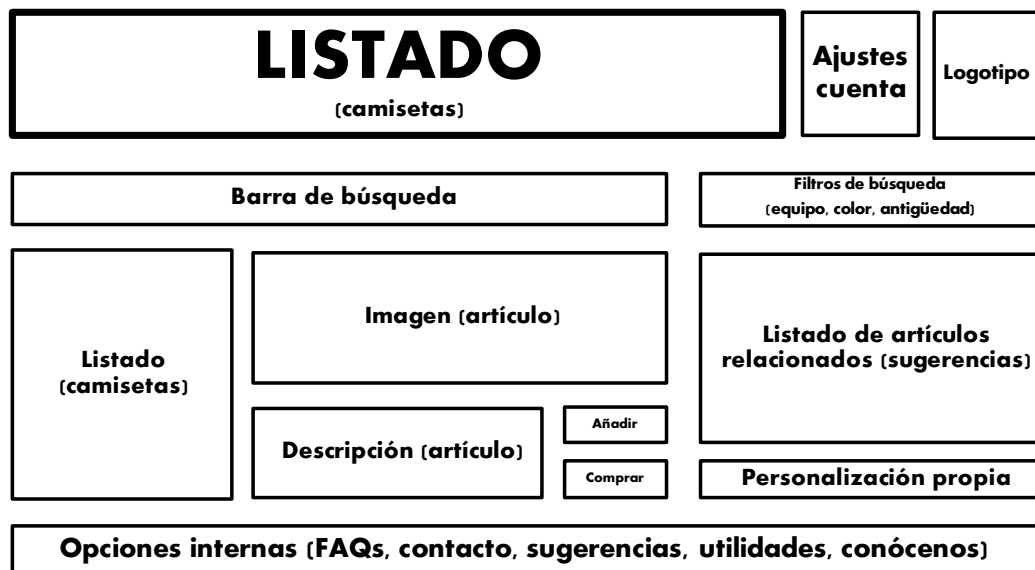 LISTADO
(camisetas)
Ajustes
cuenta
Logotipo
Barra de búsqueda
Filtros de búsqueda
(equipo, color, antigüedad)
Listado
(camisetas)
Imagen (artículo)
Descripción (artículo)
Añadir
Comprar
Listado de artículos
relacionados (sugerencias)
Personalización propia
Opciones internas (FAQs, contacto, sugerencias, utilidades, conócenos)